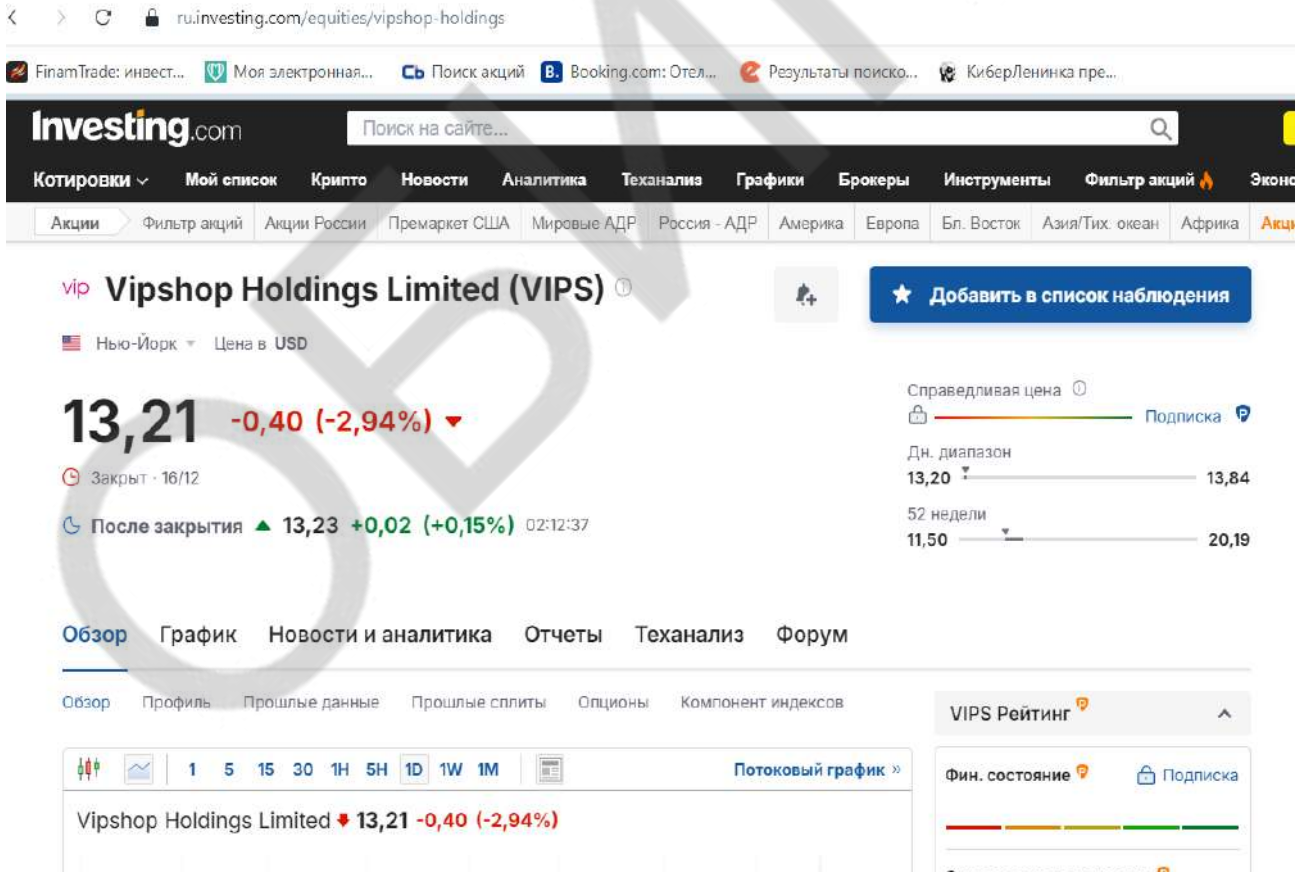 ru.investing.com/equities/vipshop-holdings
FinamTrade: инвест... Моя электронная... Сь Поиск акций B. Booking.com: Отел... Результаты поиско... КиберЛенинка пре...
Investing.com Поиск на сайте...
Котировки Мой список Крипто Новости Аналитика Теханализ Графики Брокеры Инструменты Фильтр акций Эконо
Акции Фильтр акций Акции России Премаркет США Мировые АДР Россия - АДР Америка Европа Бл. Восток Азия/Тих. океан Африка Акци
vip Vipshop Holdings Limited (VIPS) Добавить в список наблюдения
Нью-Йорк Цена в USD
Справедливая цена
13,21 -0,40 (-2,94%) Подписка
Дн. диапазон
Закрыт · 16/12 13,20 13,84
52 недели
После закрытия 13,23 +0,02 (+0,15%) 02:12:37 11,50 20,19
Обзор График Новости и аналитика Отчеты Теханализ Форум
Обзор Профиль Прошлые данные Прошлые сплиты Опционы Компонент индексов VIPS Рейтинг
1 5 15 30 1H 5H 1D 1W 1M Потоковый график » Фин. состояние Подписка
Vipshop Holdings Limited 13,21 -0,40 (-2,94%)